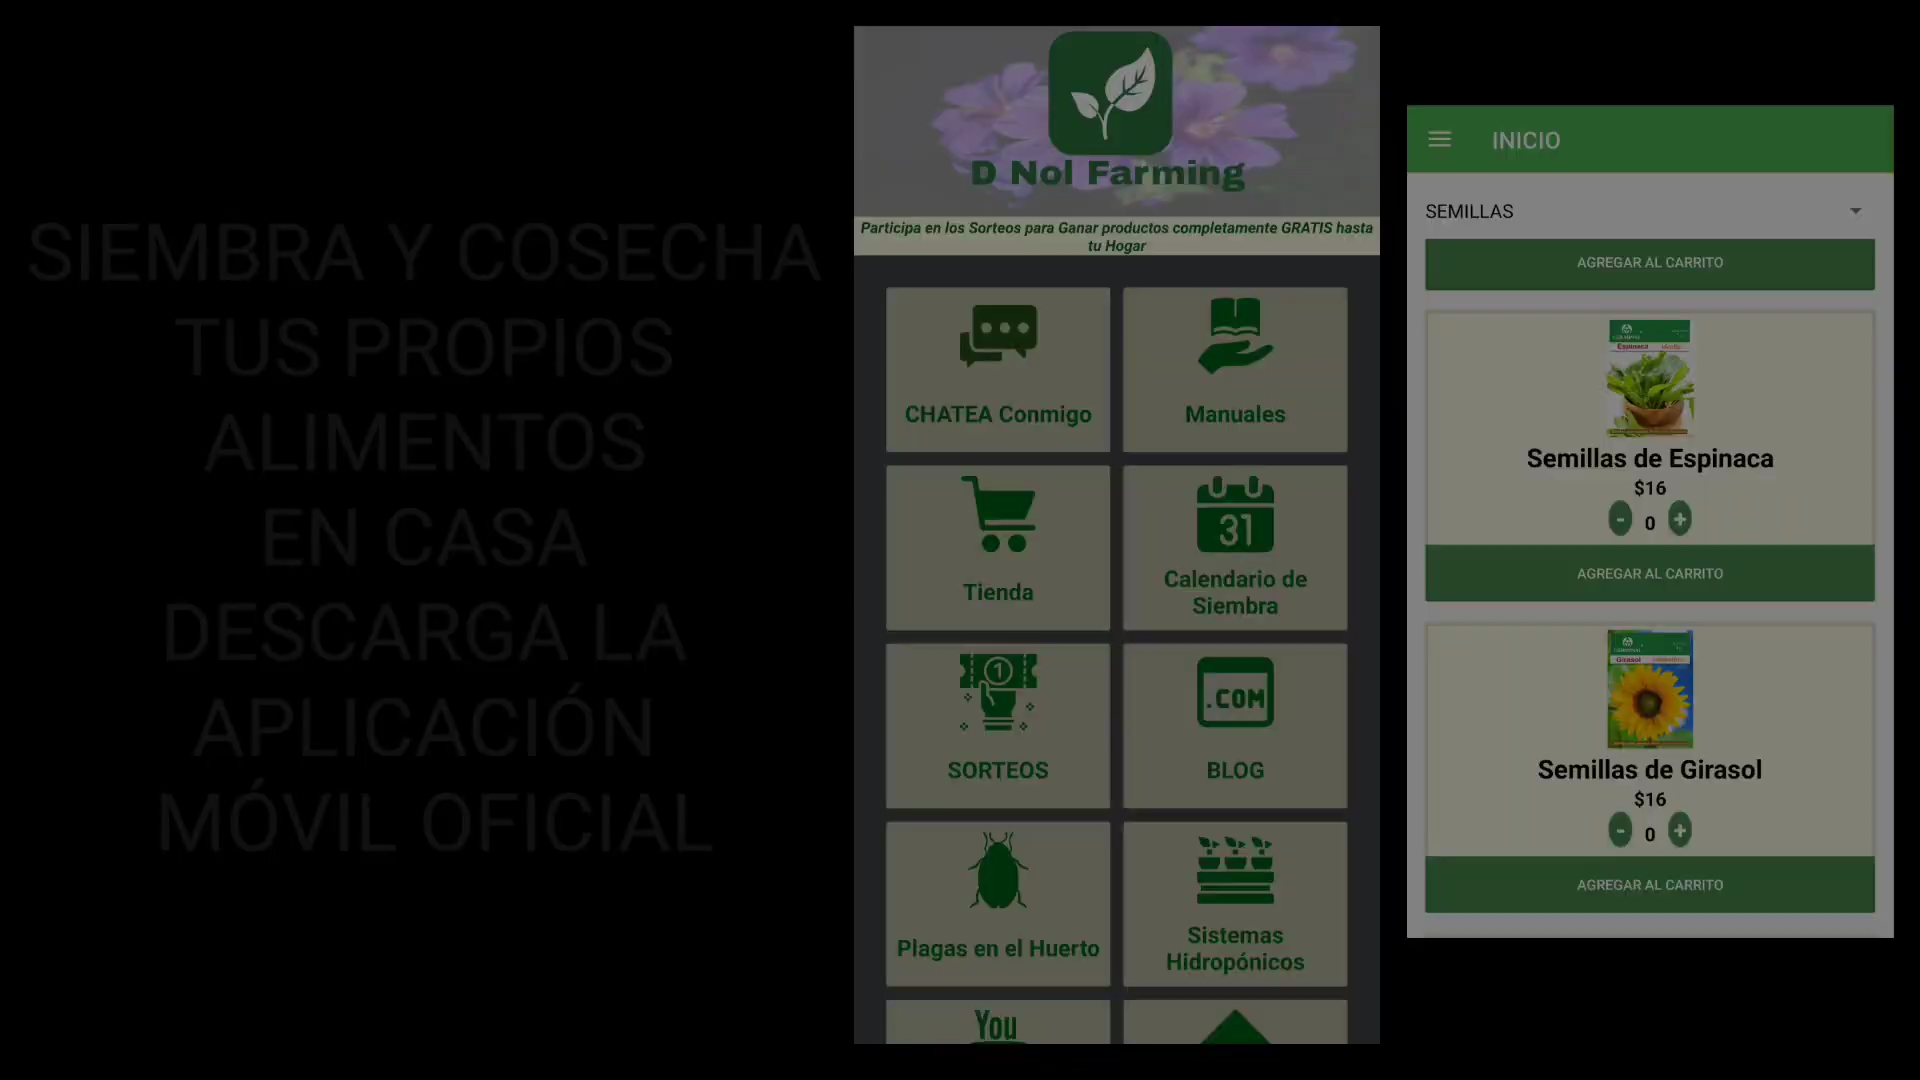 SIEMBRA Y COSECHA
TUS PROPIOS
ALIMENTOS
EN CASA
DESCARGA LA
APLICACIÓN
MÓVIL OFICIAL
D Nol Farming
Participa en los Sorteos para Ganar productos completamente GRATIS hasta
tu Hogar
CHATEA Conmigo
Manuales
Tienda
31
Calendario de
Siembra
1
SORTEOS
.COM
BLOG
Plagas en el Huerto
Sistemas
Hidropónicos
You
INICIO
SEMILLAS
AGREGAR AL CARRITO
Espinaca
Semillas de Espinaca
$16
- 0 +
AGREGAR AL CARRITO
Girasol
Semillas de Girasol
$16
- 0 +
AGREGAR AL CARRITO